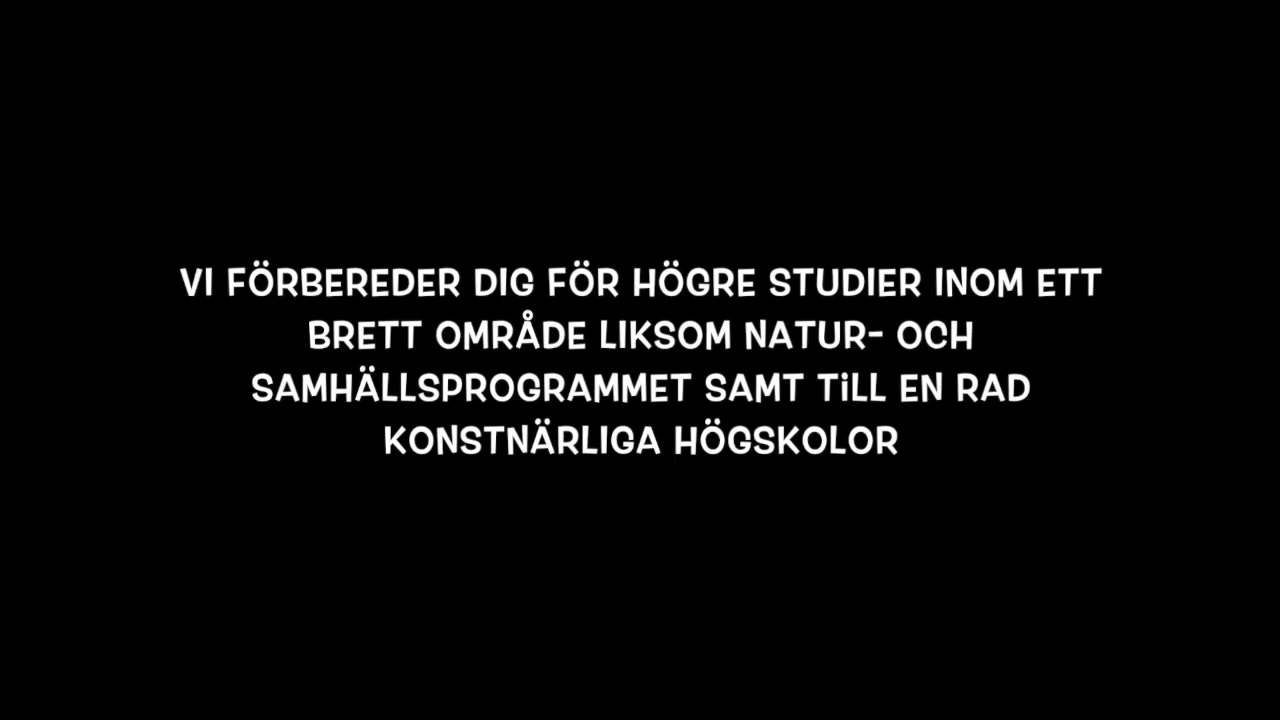 VI FÖRBEREDER DIG FÖR HÖGRE STUDIER INOM ETT
BRETT OMRÅDE LIKSOM NATUR- OCH
SAMHÄLLSPROGRAMMET SAMT TiLL EN RAD
KONSTNÄRLIGA HÖGSKOLOR